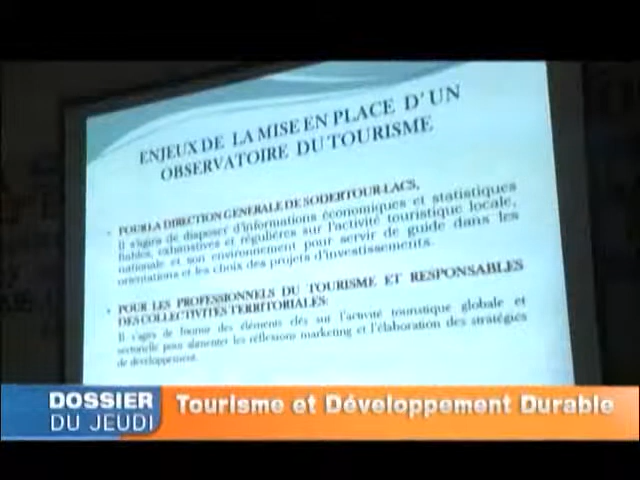 ENJEUX DE LA MISE EN PLACE D'UN
OBSERVATOIRE DU TOURISME
• POUR LA DIRECTION GENERALE DE SODERTOUR-LACS,
Il s'agira de disposer d'informations économiques et statistiques
fiables, exhaustives et régulières sur l'activité touristique locale,
nationale et son environnement pour servir de guide dans les
orientations et les choix des projets d'investissements.
• POUR LES PROFESSIONNELS DU TOURISME ET RESPONSABLES
DES COLLECTIVITES TERRITORIALES:
Il s'agira de fournir des éléments clés sur l'activité touristique globale et
sectorielle pour alimenter les réflexions marketing et l'élaboration des stratégies
de développement.
DOSSIER
DU JEUDI
Tourisme et Développement Durable